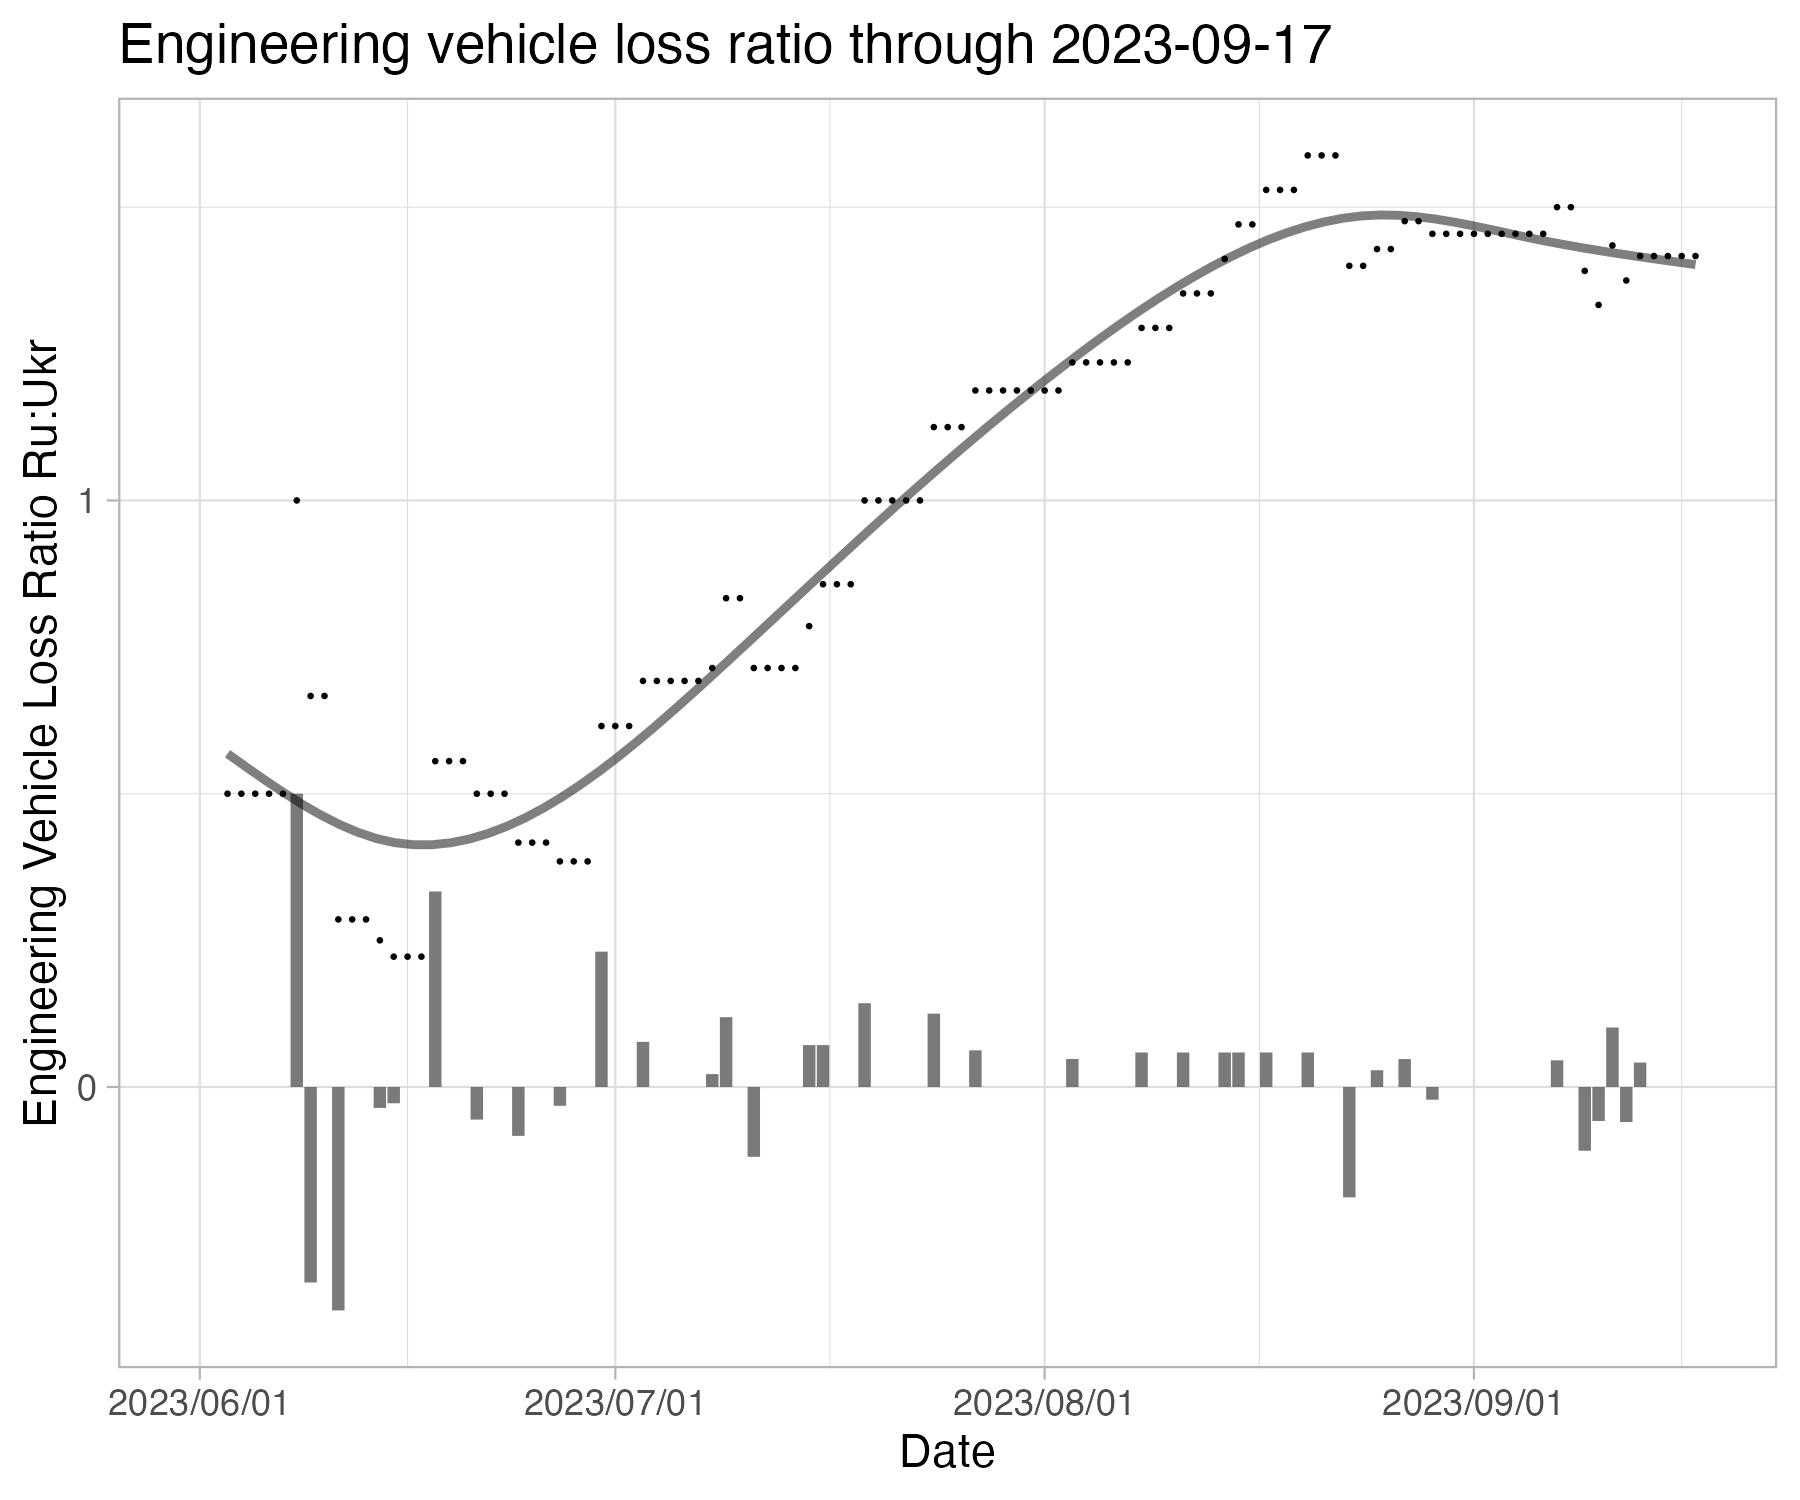 Engineering vehicle loss ratio through 2023-09-17
Engineering Vehicle Loss Ratio Ru:Ukr
1
0
2023/06/01
2023/07/01
2023/08/01
2023/09/01
Date